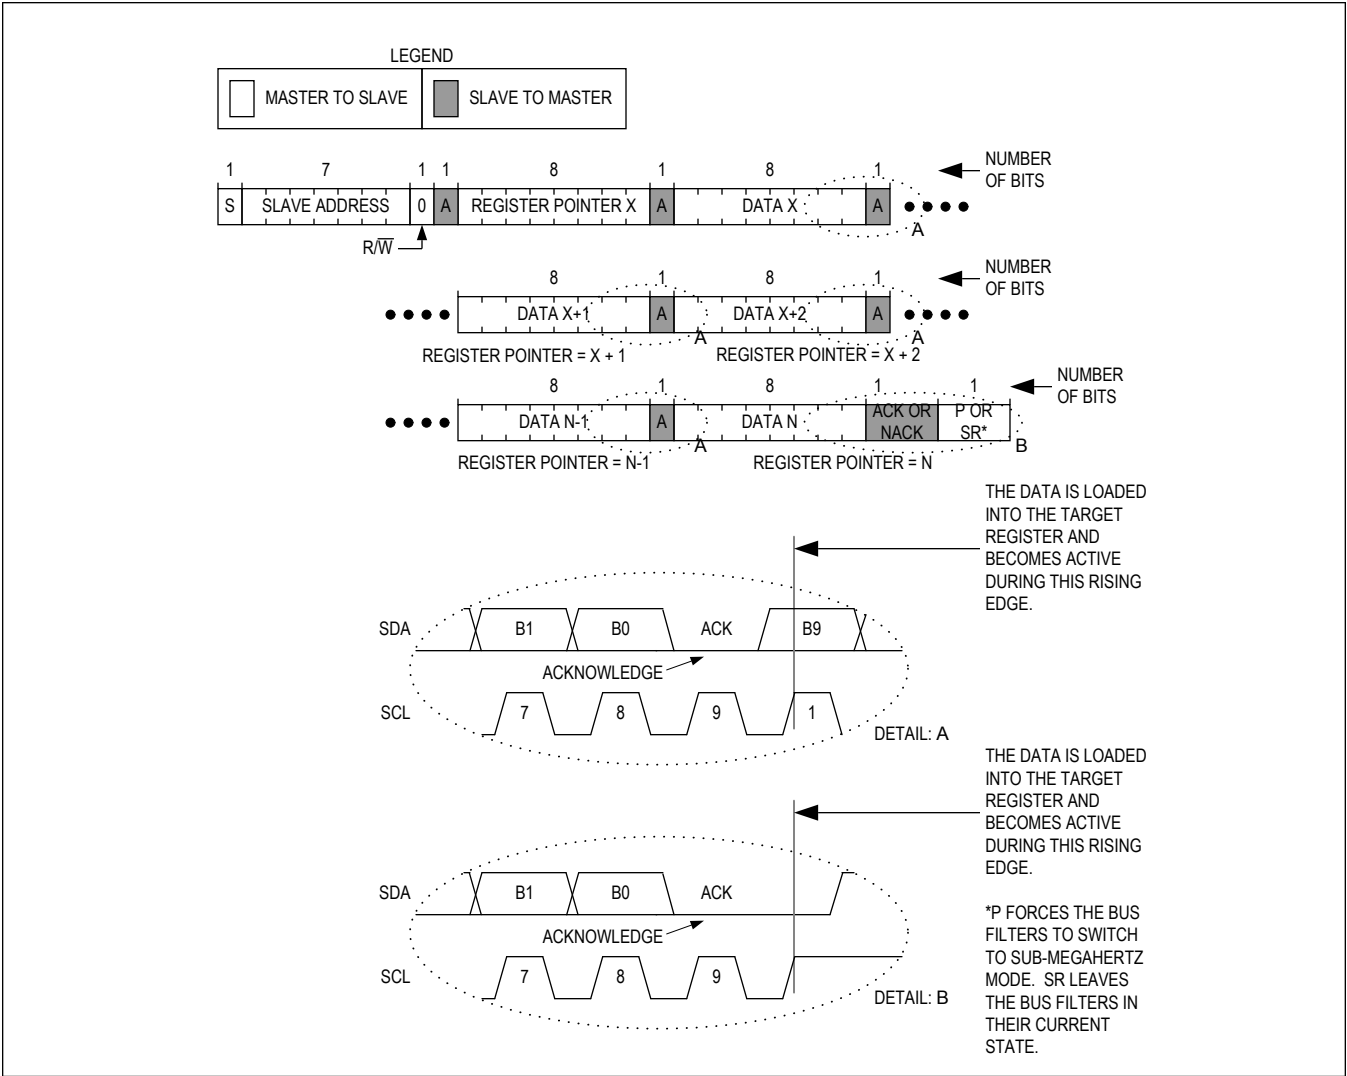 LEGEND
MASTER TO SLAVE SLAVE TO MASTER
1 7 1 1 8 1 8 1 NUMBER
OF BITS
S SLAVE ADDRESS 0 A REGISTER POINTER X A DATA X A
A
R/W̅
8 1 8 1 NUMBER
OF BITS
DATA X+1 A DATA X+2 A
A A
REGISTER POINTER = X + 1 REGISTER POINTER = X + 2
8 1 8 1 1 NUMBER
OF BITS
DATA N-1 A DATA N ACK OR NACK P OR SR*
A B
REGISTER POINTER = N-1 REGISTER POINTER = N
THE DATA IS LOADED
INTO THE TARGET
REGISTER AND
BECOMES ACTIVE
DURING THIS RISING
EDGE.
SDA B1 B0 ACK B9
ACKNOWLEDGE
SCL 7 8 9 1
DETAIL: A
THE DATA IS LOADED
INTO THE TARGET
REGISTER AND
BECOMES ACTIVE
DURING THIS RISING
EDGE.
SDA B1 B0 ACK
ACKNOWLEDGE
SCL 7 8 9
DETAIL: B
*P FORCES THE BUS
FILTERS TO SWITCH
TO SUB-MEGAHERTZ
MODE. SR LEAVES
THE BUS FILTERS IN
THEIR CURRENT
STATE.